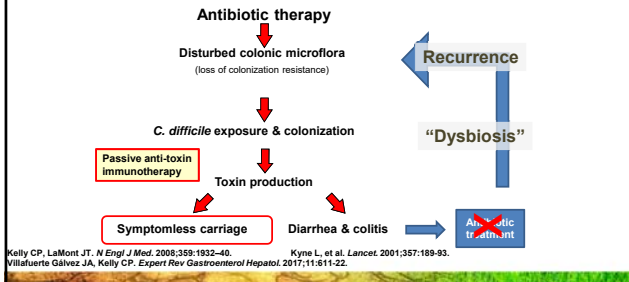 Antibiotic therapy
Disturbed colonic microflora
(loss of colonization resistance)
Recurrence
C. difficile exposure & colonization
"Dysbiosis"
Passive anti-toxin
immunotherapy
Toxin production
Symptomless carriage
Diarrhea & colitis
Antibiotic
treatment
Kelly CP, LaMont JT. N Engl J Med. 2008;359:1932–40.
Kyne L, et al. Lancet. 2001;357:189-93.
Villafuerte Gálvez JA, Kelly CP. Expert Rev Gastroenterol Hepatol. 2017;11:611-22.